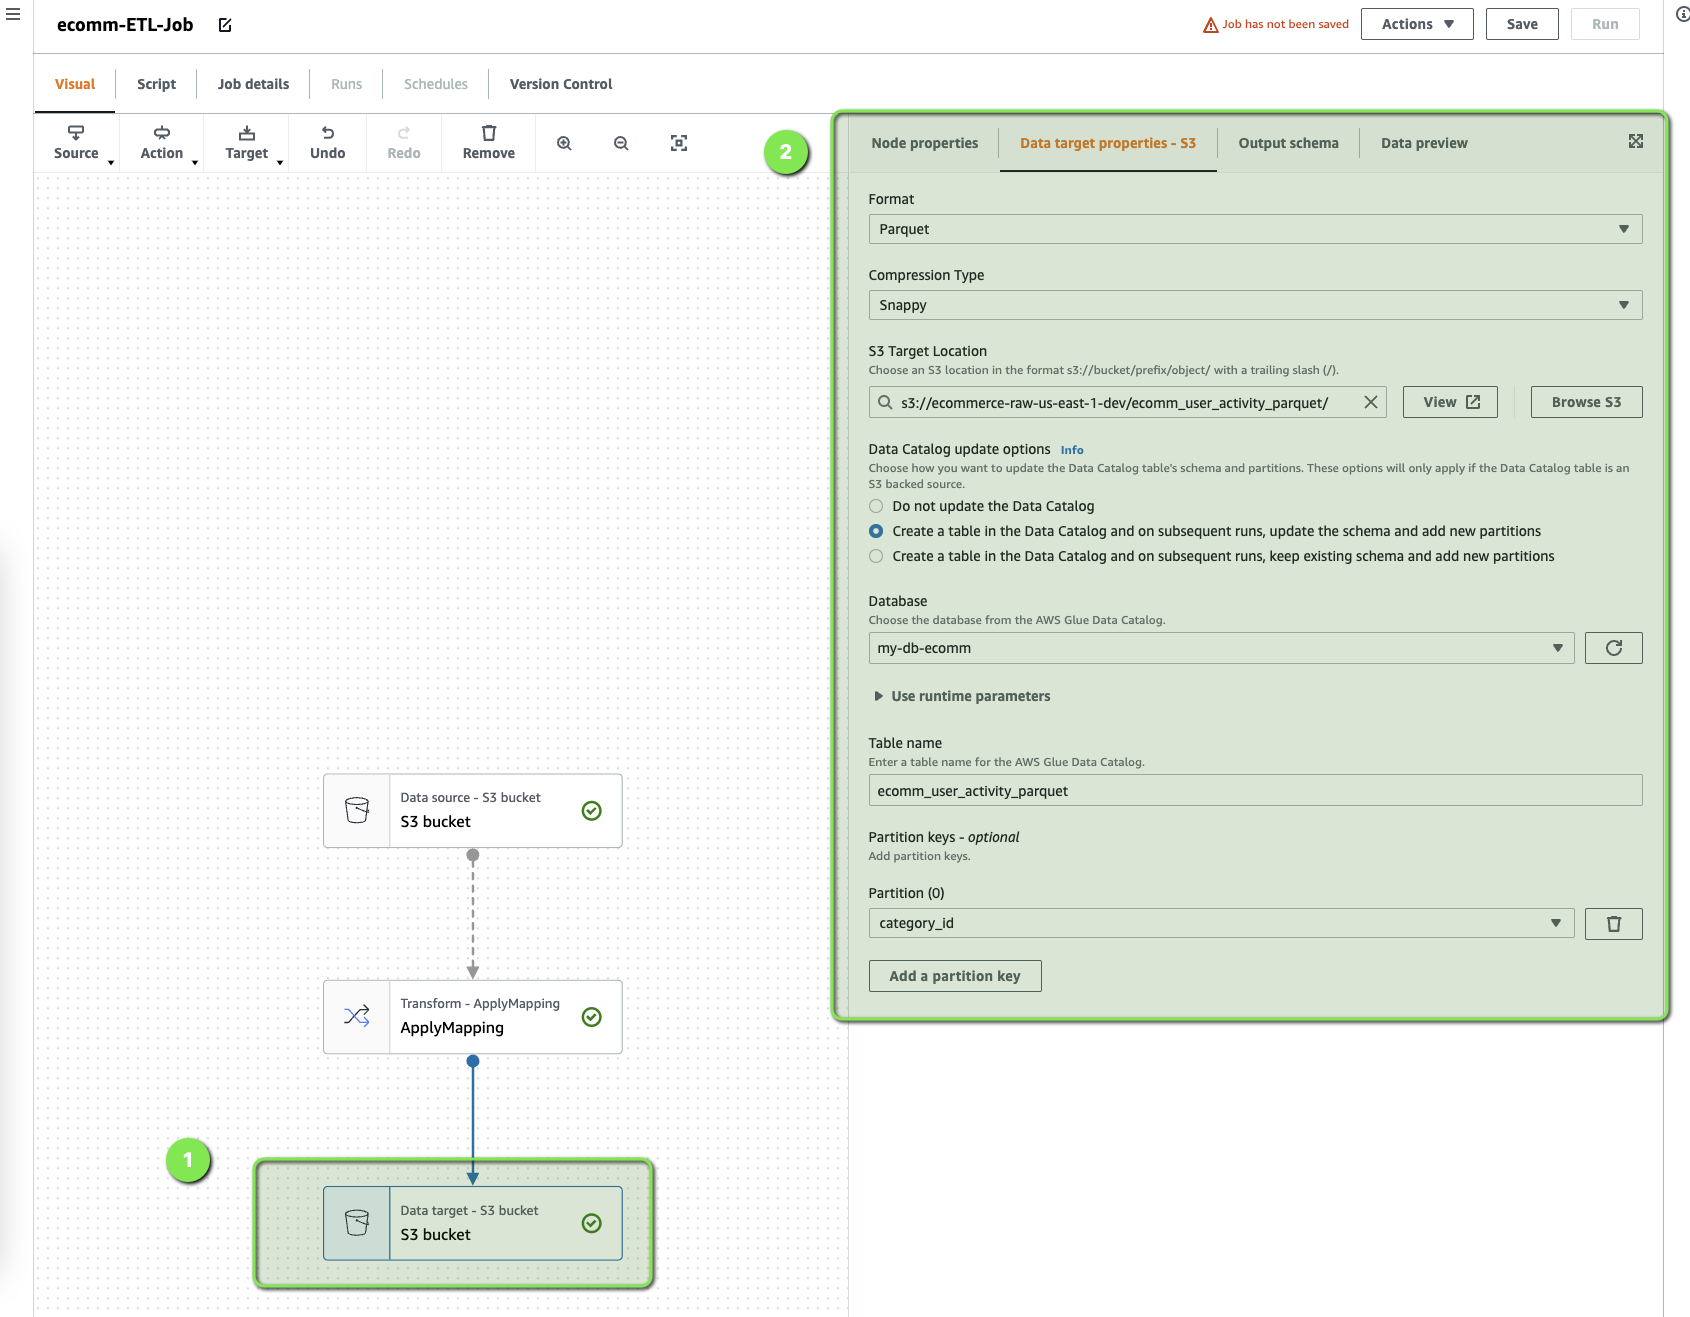 ecomm-ETL-Job
Job has not been saved
Actions
Save
Run
Visual
Script
Job details
Runs
Schedules
Version Control
Source
Action
Target
Undo
Redo
Remove
2
Node properties
Data target properties - S3
Output schema
Data preview
Format
Parquet
Compression Type
Snappy
S3 Target Location
Choose an S3 location in the format s3://bucket/prefix/object/ with a trailing slash (/).
s3://ecommerce-raw-us-east-1-dev/ecomm_user_activity_parquet/
View
Browse S3
Data Catalog update options Info
Choose how you want to update the Data Catalog table's schema and partitions. These options will only apply if the Data Catalog table is an
S3 backed source.
Do not update the Data Catalog
Create a table in the Data Catalog and on subsequent runs, update the schema and add new partitions
Create a table in the Data Catalog and on subsequent runs, keep existing schema and add new partitions
Database
Choose the database from the AWS Glue Data Catalog.
my-db-ecomm
Use runtime parameters
Table name
Enter a table name for the AWS Glue Data Catalog.
ecomm_user_activity_parquet
Partition keys - optional
Add partition keys.
Partition (0)
category_id
Add a partition key
Data source - S3 bucket
S3 bucket
Transform - ApplyMapping
ApplyMapping
1
Data target - S3 bucket
S3 bucket